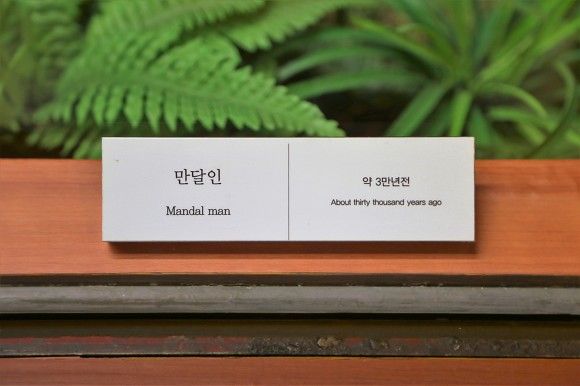 만달인
Mandal man
약 3만년전
About thirty thousand years ago